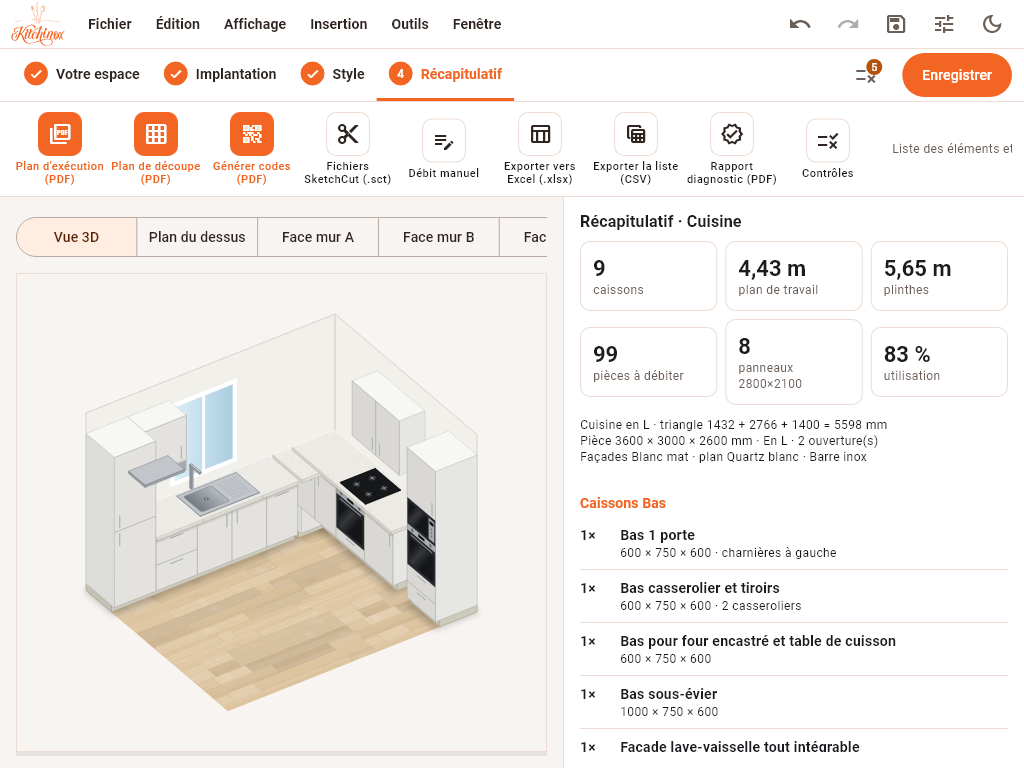 Kitchinox
Fichier Édition Affichage Insertion Outils Fenêtre
Votre espace Implantation Style 4 Récapitulatif 5 Enregistrer
PDF
Plan d'exécution (PDF)
Plan de découpe (PDF)
Générer codes (PDF)
Fichiers SketchCut (.sct)
Débit manuel
Exporter vers Excel (.xlsx)
Exporter la liste (CSV)
Rapport diagnostic (PDF)
Contrôles
Liste des éléments et
Vue 3D Plan du dessus Face mur A Face mur B Fac
Récapitulatif · Cuisine
9
caissons
4,43 m
plan de travail
5,65 m
plinthes
99
pièces à débiter
8
panneaux
2800×2100
83 %
utilisation
Cuisine en L · triangle 1432 + 2766 + 1400 = 5598 mm
Pièce 3600 × 3000 × 2600 mm · En L · 2 ouverture(s)
Façades Blanc mat · plan Quartz blanc · Barre inox
Caissons Bas
1× Bas 1 porte
600 × 750 × 600 · charnières à gauche
1× Bas casserolier et tiroirs
600 × 750 × 600 · 2 casseroliers
1× Bas pour four encastré et table de cuisson
600 × 750 × 600
1× Bas sous-évier
1000 × 750 × 600
1× Facade lave-vaisselle tout intégrable